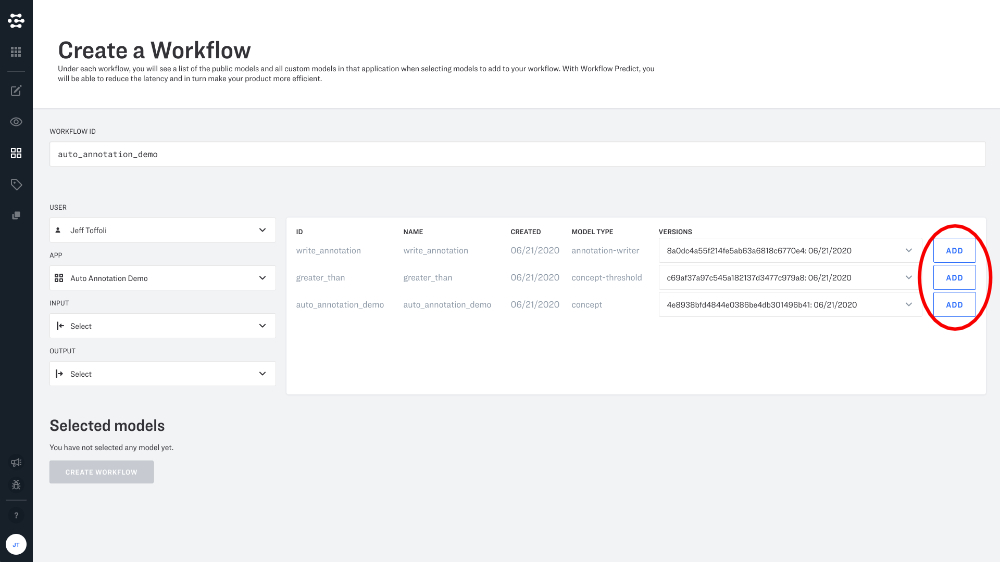 Create a Workflow
Under each workflow, you will see a list of the public models and all custom models in that application when selecting models to add to your workflow. With Workflow Predict, you
will be able to reduce the latency and in turn make your product more efficient.
WORKFLOW ID
auto_annotation_demo
USER
Jeff Toffoli
APP
Auto Annotation Demo
INPUT
Select
OUTPUT
Select
ID NAME CREATED MODEL TYPE VERSIONS
write_annotation write_annotation 06/21/2020 annotation-writer 8a0dc4a55f214fe5ab63a6818c6770e4: 06/21/2020 ADD
greater_than greater_than 06/21/2020 concept-threshold c69af37a97c545a182137d3477c979a8: 06/21/2020 ADD
auto_annotation_demo auto_annotation_demo 06/21/2020 concept 4e8938bfd4844e0386be4db301496b41: 06/21/2020 ADD
Selected models
You have not selected any model yet.
CREATE WORKFLOW
?
JT